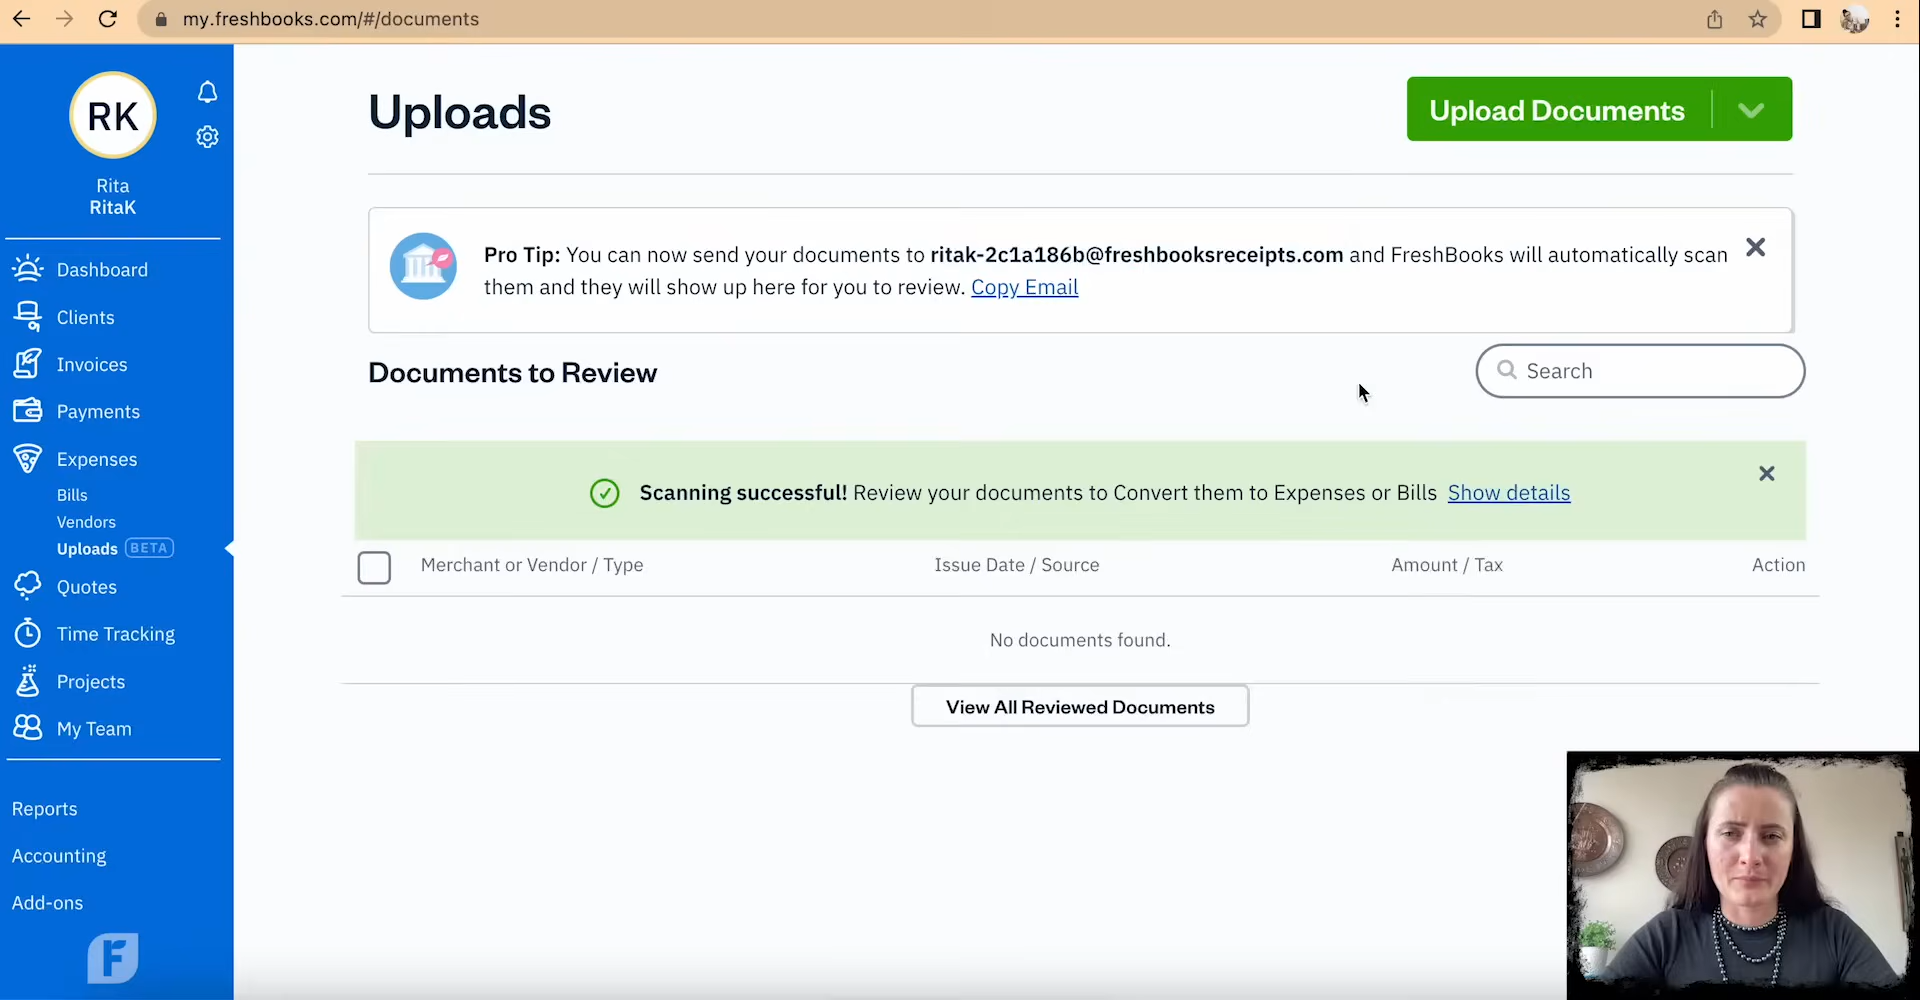 my.freshbooks.com/#/documents
RK
Rita
RitaK
Dashboard
Clients
Invoices
Payments
Expenses
Bills
Vendors
Uploads BETA
Quotes
Time Tracking
Projects
My Team
Reports
Accounting
Add-ons
F
Uploads
Upload Documents
Pro Tip: You can now send your documents to ritak-2c1a186b@freshbooksreceipts.com and FreshBooks will automatically scan
them and they will show up here for you to review. Copy Email
Documents to Review
Search
Scanning successful! Review your documents to Convert them to Expenses or Bills Show details
Merchant or Vendor / Type Issue Date / Source Amount / Tax Action
No documents found.
View All Reviewed Documents